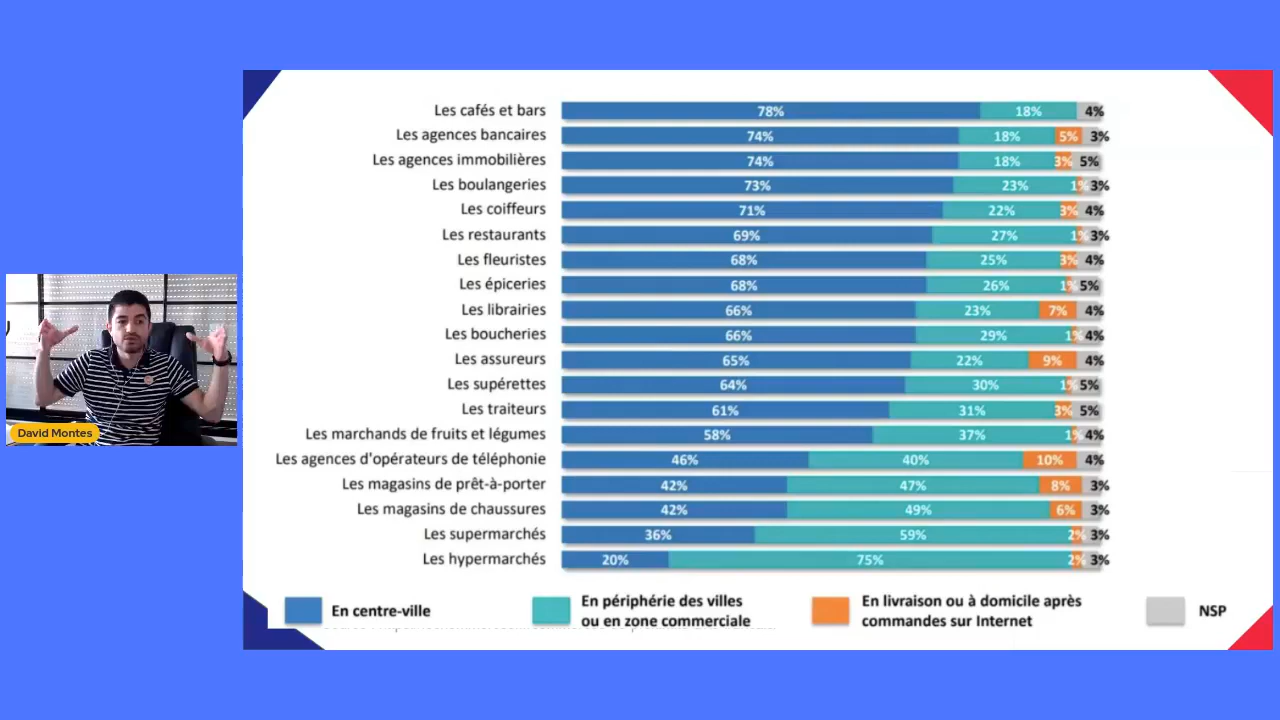 Les cafés et bars 78% 18% 4%
Les agences bancaires 74% 18% 5% 3%
Les agences immobilières 74% 18% 3% 5%
Les boulangeries 73% 23% 1% 3%
Les coiffeurs 71% 22% 3% 4%
Les restaurants 69% 27% 1% 3%
Les fleuristes 68% 25% 3% 4%
Les épiceries 68% 26% 1% 5%
Les librairies 66% 23% 7% 4%
Les boucheries 66% 29% 1% 4%
Les assureurs 65% 22% 9% 4%
Les supérettes 64% 30% 1% 5%
Les traiteurs 61% 31% 3% 5%
Les marchands de fruits et légumes 58% 37% 1% 4%
Les agences d'opérateurs de téléphonie 46% 40% 10% 4%
Les magasins de prêt-à-porter 42% 47% 8% 3%
Les magasins de chaussures 42% 49% 6% 3%
Les supermarchés 36% 59% 2% 3%
Les hypermarchés 20% 75% 2% 3%
En centre-ville
En périphérie des villes
ou en zone commerciale
En livraison ou à domicile après
commandes sur Internet
NSP
David Montes